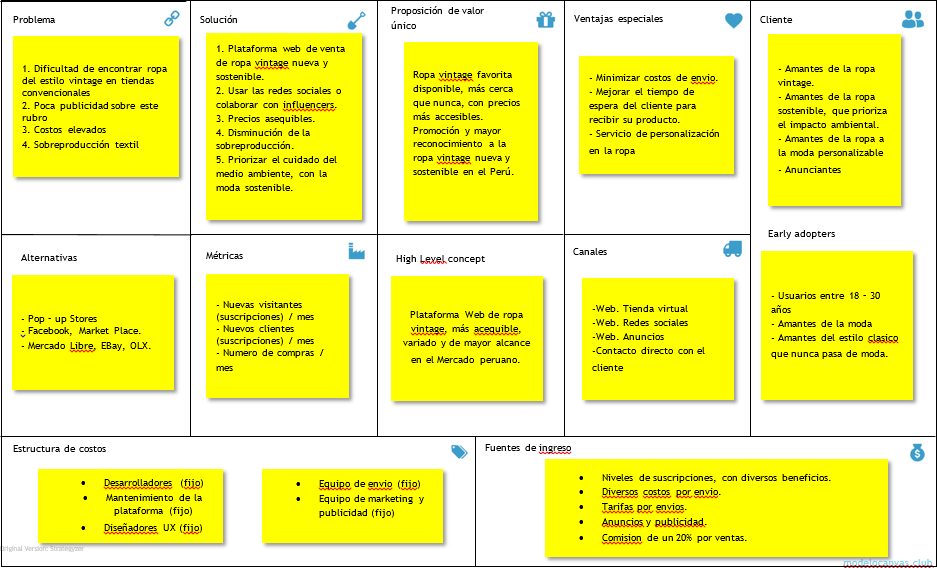 Problema
1. Dificultad de encontrar ropa
del estilo vintage en tiendas
convencionales
2. Poca publicidad sobre este
rubro
3. Costos elevados
4. Sobreproducción textil
Solución
1. Plataforma web de venta
de ropa vintage nueva y
sostenible.
2. Usar las redes sociales o
colaborar con influencers.
3. Precios asequibles.
4. Disminución de la
sobreproducción.
5. Priorizar el cuidado del
medio ambiente, con la
moda sostenible.
Proposición de valor
único
Ropa vintage favorita
disponible, más cerca
que nunca, con precios
más accesibles.
Promoción y mayor
reconocimiento a la
ropa vintage nueva y
sostenible en el Perú.
Ventajas especiales
- Minimizar costos de envio.
- Mejorar el tiempo de
espera del cliente para
recibir su producto.
- Servicio de personalización
en la ropa
Cliente
- Amantes de la ropa
vintage.
- Amantes de la ropa
sostenible, que prioriza
el impacto ambiental.
- Amantes de la ropa a
la moda personalizable
- Anunciantes
Alternativas
- Pop - up Stores
- Facebook, Market Place.
- Mercado Libre, EBay, OLX.
Métricas
- Nuevas visitantes
(suscripciones) / mes
- Nuevos clientes
(suscripciones) / mes
- Numero de compras /
mes
High Level concept
Plataforma Web de ropa
vintage, más acequible,
variado y de mayor alcance
en el Mercado peruano.
Canales
-Web. Tienda virtual
-Web. Redes sociales
-Web. Anuncios
-Contacto directo con el
cliente
Early adopters
- Usuarios entre 18 - 30
años
- Amantes de la moda
- Amantes del estilo clasico
que nunca pasa de moda.
Estructura de costos
• Desarrolladores (fijo)
• Mantenimiento de la
plataforma (fijo)
• Diseñadores UX (fijo)
• Equipo de envio (fijo)
• Equipo de marketing y
publicidad (fijo)
Fuentes de ingreso
• Niveles de suscripciones, con diversos beneficios.
• Diversos costos por envio.
• Tarifas por envios.
• Anuncios y publicidad.
• Comision de un 20% por ventas.
Original Version: Strategyzer
modelocanvas.club